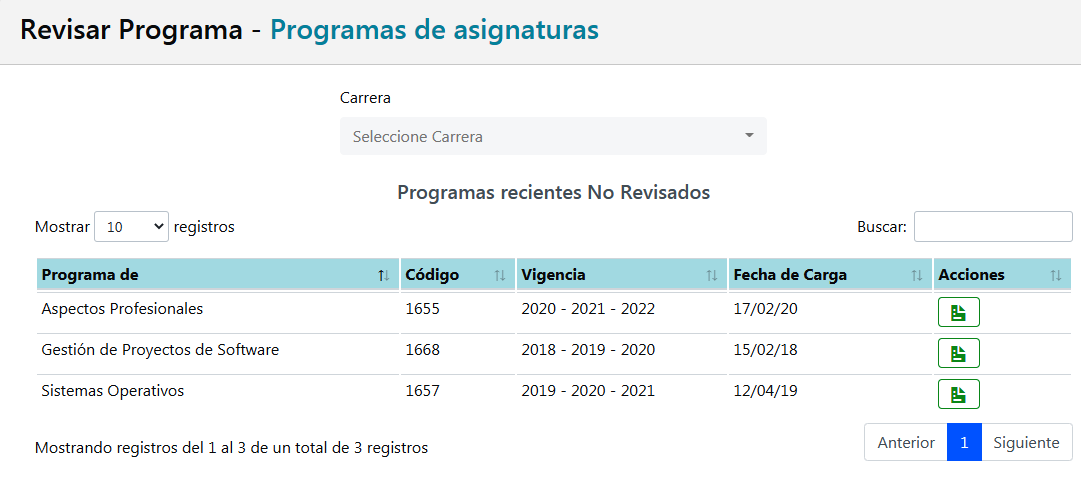 Revisar Programa - Programas de asignaturas
Carrera
Seleccione Carrera
Programas recientes No Revisados
Mostrar 10 registros Buscar:
Programa de Código Vigencia Fecha de Carga Acciones
Aspectos Profesionales 1655 2020 - 2021 - 2022 17/02/20
Gestión de Proyectos de Software 1668 2018 - 2019 - 2020 15/02/18
Sistemas Operativos 1657 2019 - 2020 - 2021 12/04/19
Mostrando registros del 1 al 3 de un total de 3 registros Anterior 1 Siguiente